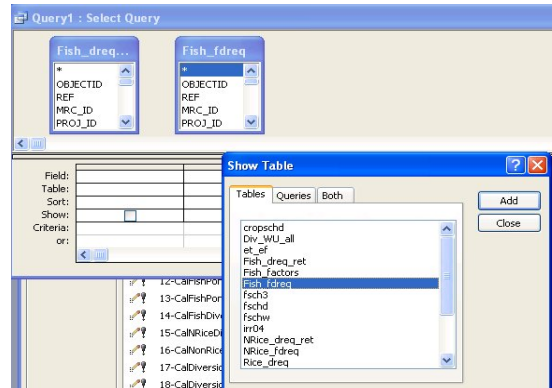 Query1 : Select Query
Fish_dreq...
*
OBJECTID
REF
MRC_ID
PROJ_ID
Fish_fdreq
*
OBJECTID
REF
MRC_ID
PROJ_ID
Field:
Table:
Sort:
Show:
Criteria:
or:
Show Table
Tables
Queries
Both
Add
Close
cropschd
Div_WU_all
et_ef
Fish_dreq_ret
Fish_factors
Fish_fdreq
fsch3
fschd
fschw
irr04
NRice_dreq_ret
NRice_fdreq
Rice_dreq
12-CalFishPor
13-CalFishPor
14-CalFishDive
15-CalNRiceDi
16-CalNonRice
17-CalDiversio
18-CalDiversio